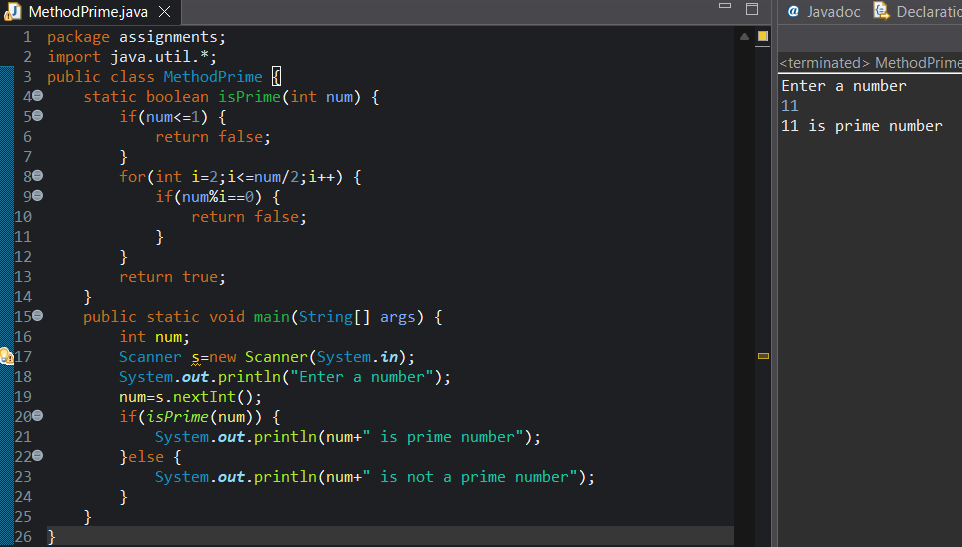 MethodPrime.java
1 package assignments;
2 import java.util.*;
3 public class MethodPrime {
4 static boolean isPrime(int num) {
5 if(num<=1) {
6 return false;
7 }
8 for(int i=2;i<=num/2;i++) {
9 if(num%i==0) {
10 return false;
11 }
12 }
13 return true;
14 }
15 public static void main(String[] args) {
16 int num;
17 Scanner s=new Scanner(System.in);
18 System.out.println("Enter a number");
19 num=s.nextInt();
20 if(isPrime(num)) {
21 System.out.println(num+" is prime number");
22 }else {
23 System.out.println(num+" is not a prime number");
24 }
25 }
26 }
@ Javadoc Declaratio
<terminated> MethodPrime
Enter a number
11
11 is prime number